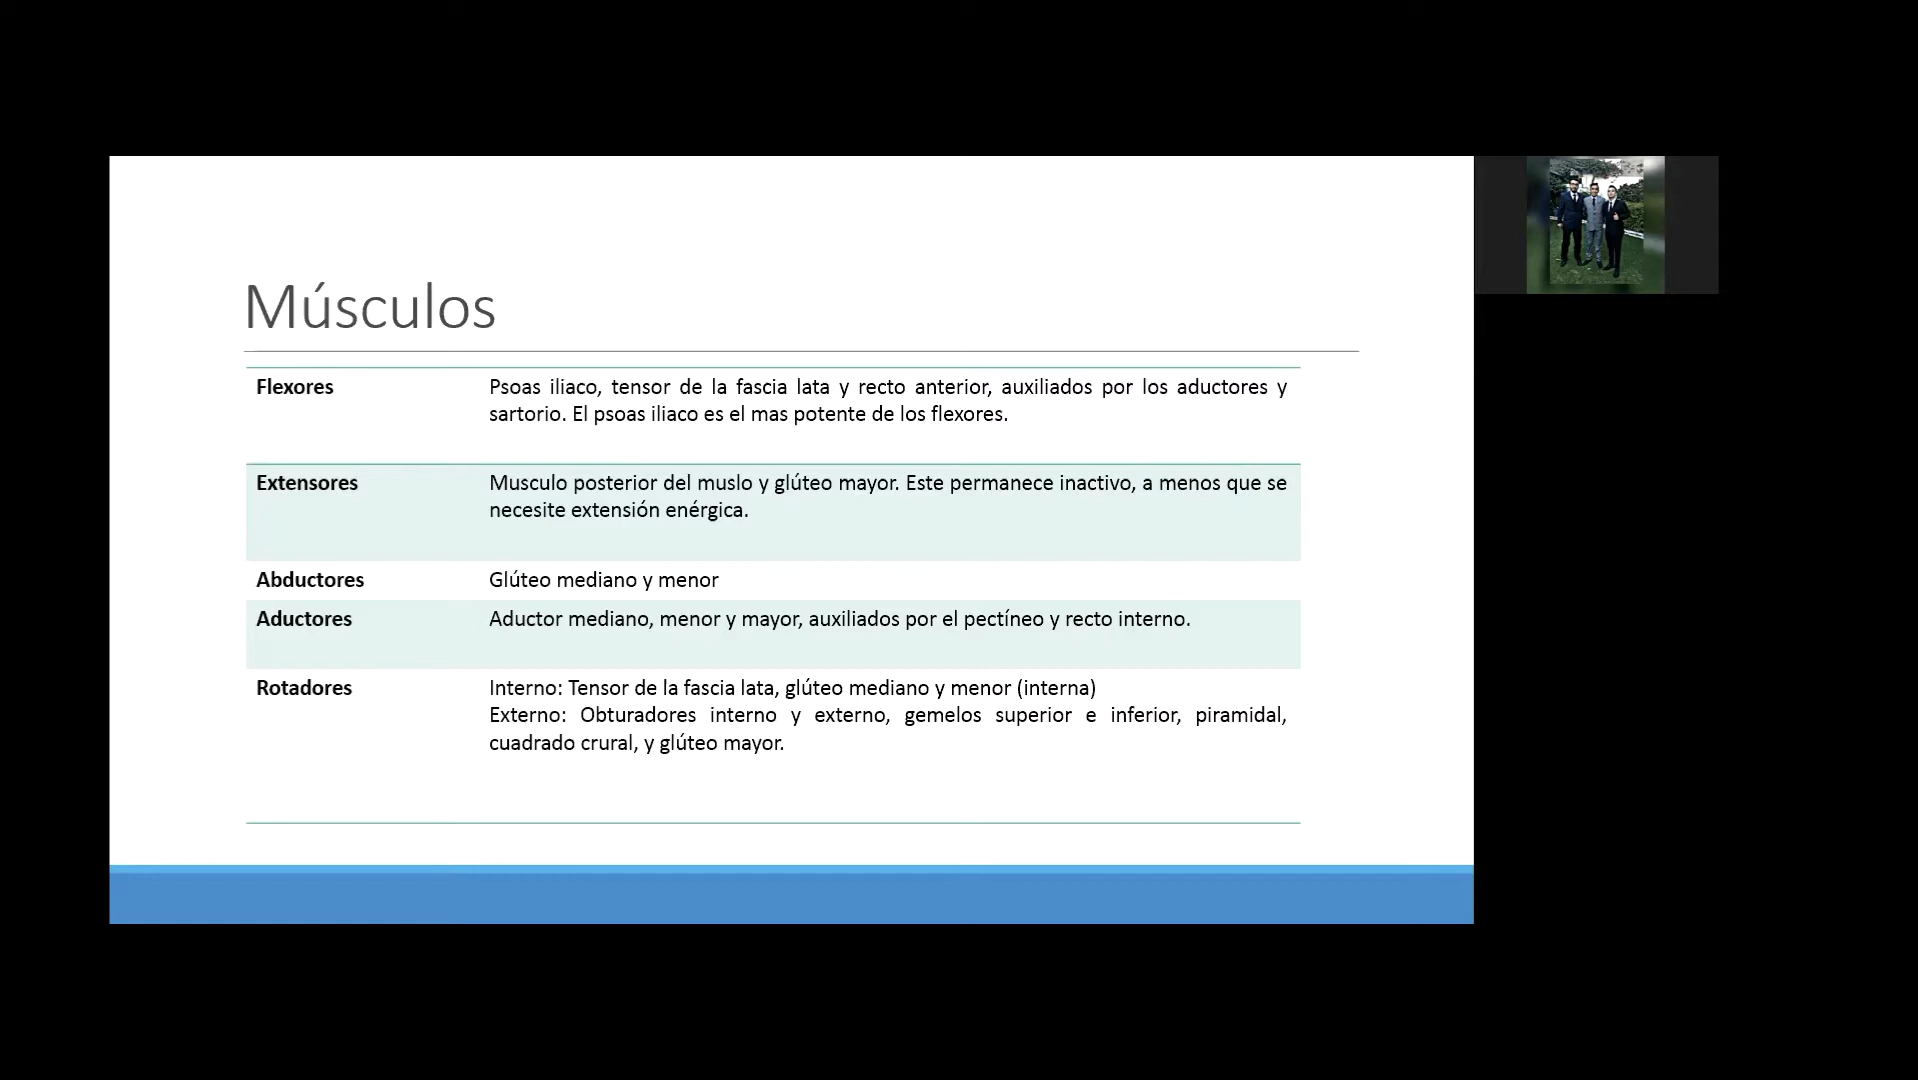 Músculos
Flexores
Psoas iliaco, tensor de la fascia lata y recto anterior, auxiliados por los aductores y
sartorio. El psoas iliaco es el mas potente de los flexores.
Extensores
Musculo posterior del muslo y glúteo mayor. Este permanece inactivo, a menos que se
necesite extensión enérgica.
Abductores
Glúteo mediano y menor
Aductores
Aductor mediano, menor y mayor, auxiliados por el pectíneo y recto interno.
Rotadores
Interno: Tensor de la fascia lata, glúteo mediano y menor (interna)
Externo: Obturadores interno y externo, gemelos superior e inferior, piramidal,
cuadrado crural, y glúteo mayor.